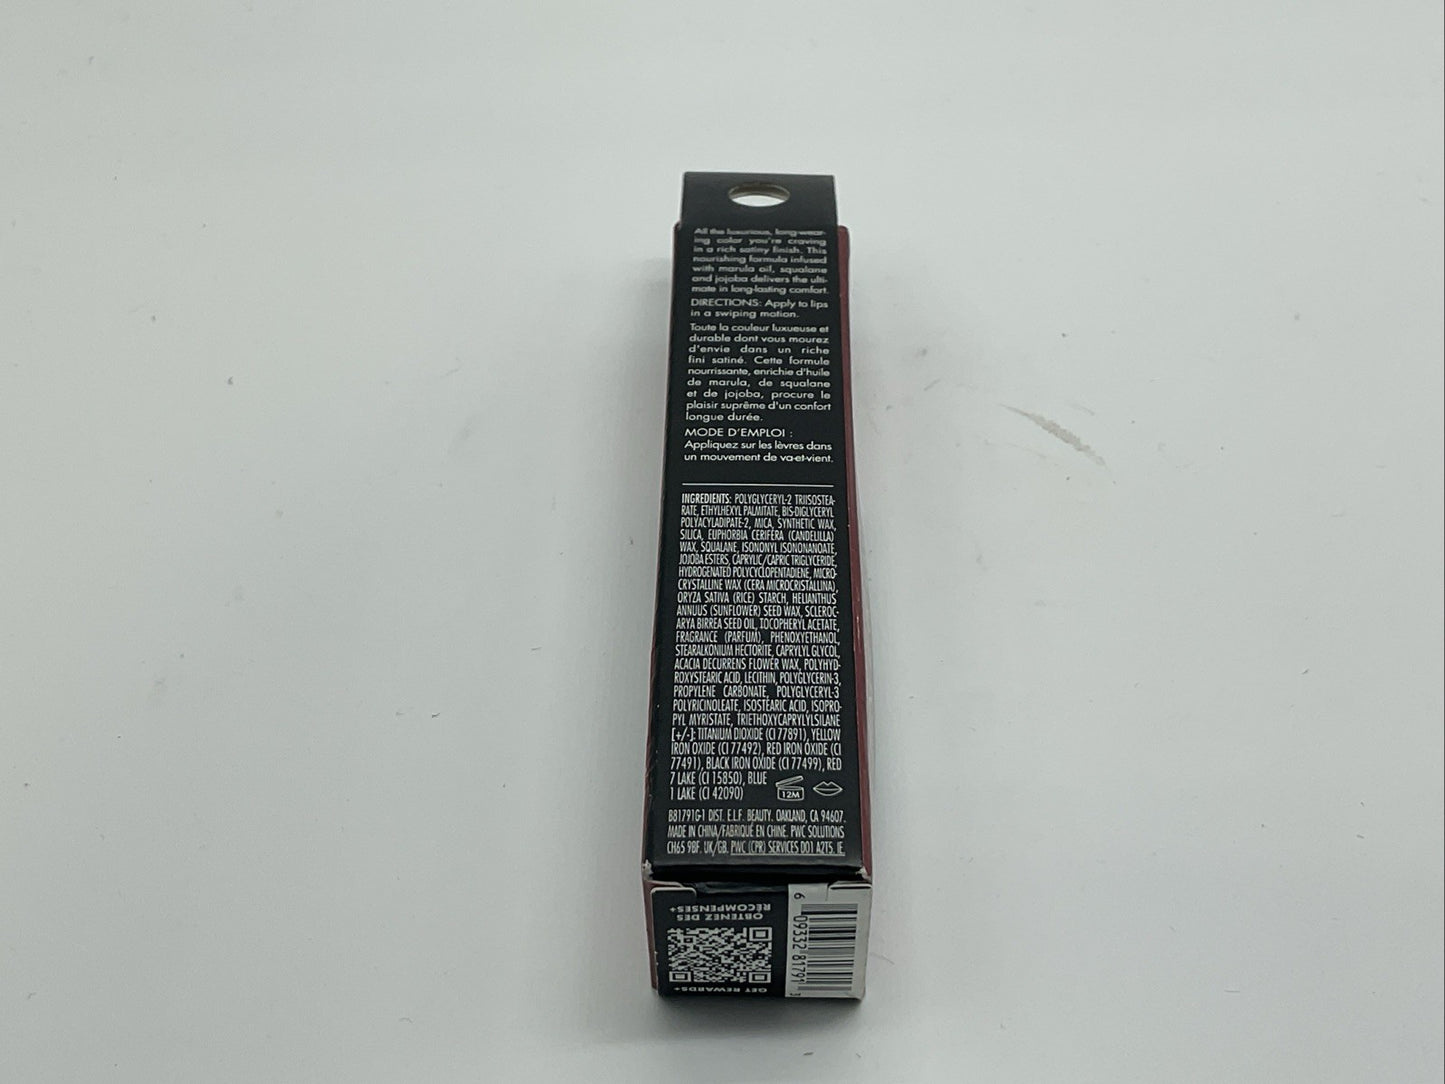 All the luxurious, long-wear-
ing color you're craving
in a rich satiny finish. This
nourishing formula infused
with marula oil, squalane
and jojoba delivers the ulti-
mate in long-lasting comfort.
DIRECTIONS: Apply to lips
in a swiping motion.
Toute la couleur luxueuse et
durable dont vous mourez
d'envie dans un riche
fini satiné. Cette formule
nourrissante, enrichie d'huile
de marula, de squalane
et de jojoba, procure le
plaisir suprême d'un confort
longue durée.
MODE D'EMPLOI :
Appliquez sur les lèvres dans
un mouvement de va-et-vient.
INGREDIENTS: POLYGLYCERYL-2 TRIISOSTEA-
RATE, ETHYLHEXYL PALMITATE, BIS-DIGLYCERYL
POLYACYLADIPATE-2, MICA, SYNTHETIC WAX,
SILICA, EUPHORBIA CERIFERA (CANDELILLA)
WAX, SQUALANE, ISONONYL ISONONANOATE,
JOJOBA ESTERS, CAPRYLIC/CAPRIC TRIGLYCERIDE,
HYDROGENATED POLYCYCLOPENTADIENE, MICRO-
CRYSTALLINE WAX (CERA MICROCRISTALLINA),
ORYZA SATIVA (RICE) STARCH, HELIANTHUS
ANNUUS (SUNFLOWER) SEED WAX, SCLEROC-
ARYA BIRREA SEED OIL, TOCOPHERYL ACETATE,
FRAGRANCE (PARFUM), PHENOXYETHANOL,
STEARALKONIUM HECTORITE, CAPRYLYL GLYCOL,
ACACIA DECURRENS FLOWER WAX, POLYHYD-
ROXYSTEARIC ACID, LECITHIN, POLYGLYCERIN-3,
PROPYLENE CARBONATE, POLYGLYCERYL-3
POLYRICINOLEATE, ISOSTEARIC ACID, ISOPRO-
PYL MYRISTATE, TRIETHOXYCAPRYLYLSILANE
[+/-]: TITANIUM DIOXIDE (CI 77891), YELLOW
IRON OXIDE (CI 77492), RED IRON OXIDE (CI
77491), BLACK IRON OXIDE (CI 77499), RED
7 LAKE (CI 15850), BLUE
1 LAKE (CI 42090)
12M
B81791G-1 DIST. E.L.F. BEAUTY. OAKLAND, CA 94607.
MADE IN CHINA/FABRIQUÉ EN CHINE. PWC SOLUTIONS
CH65 9BF. UK/GB. PWC (CPR) SERVICES D01 A2T5. IE.
GET REWARDS+
OBTENEZ DES
RÉCOMPENSES+
6 09332 81791 3